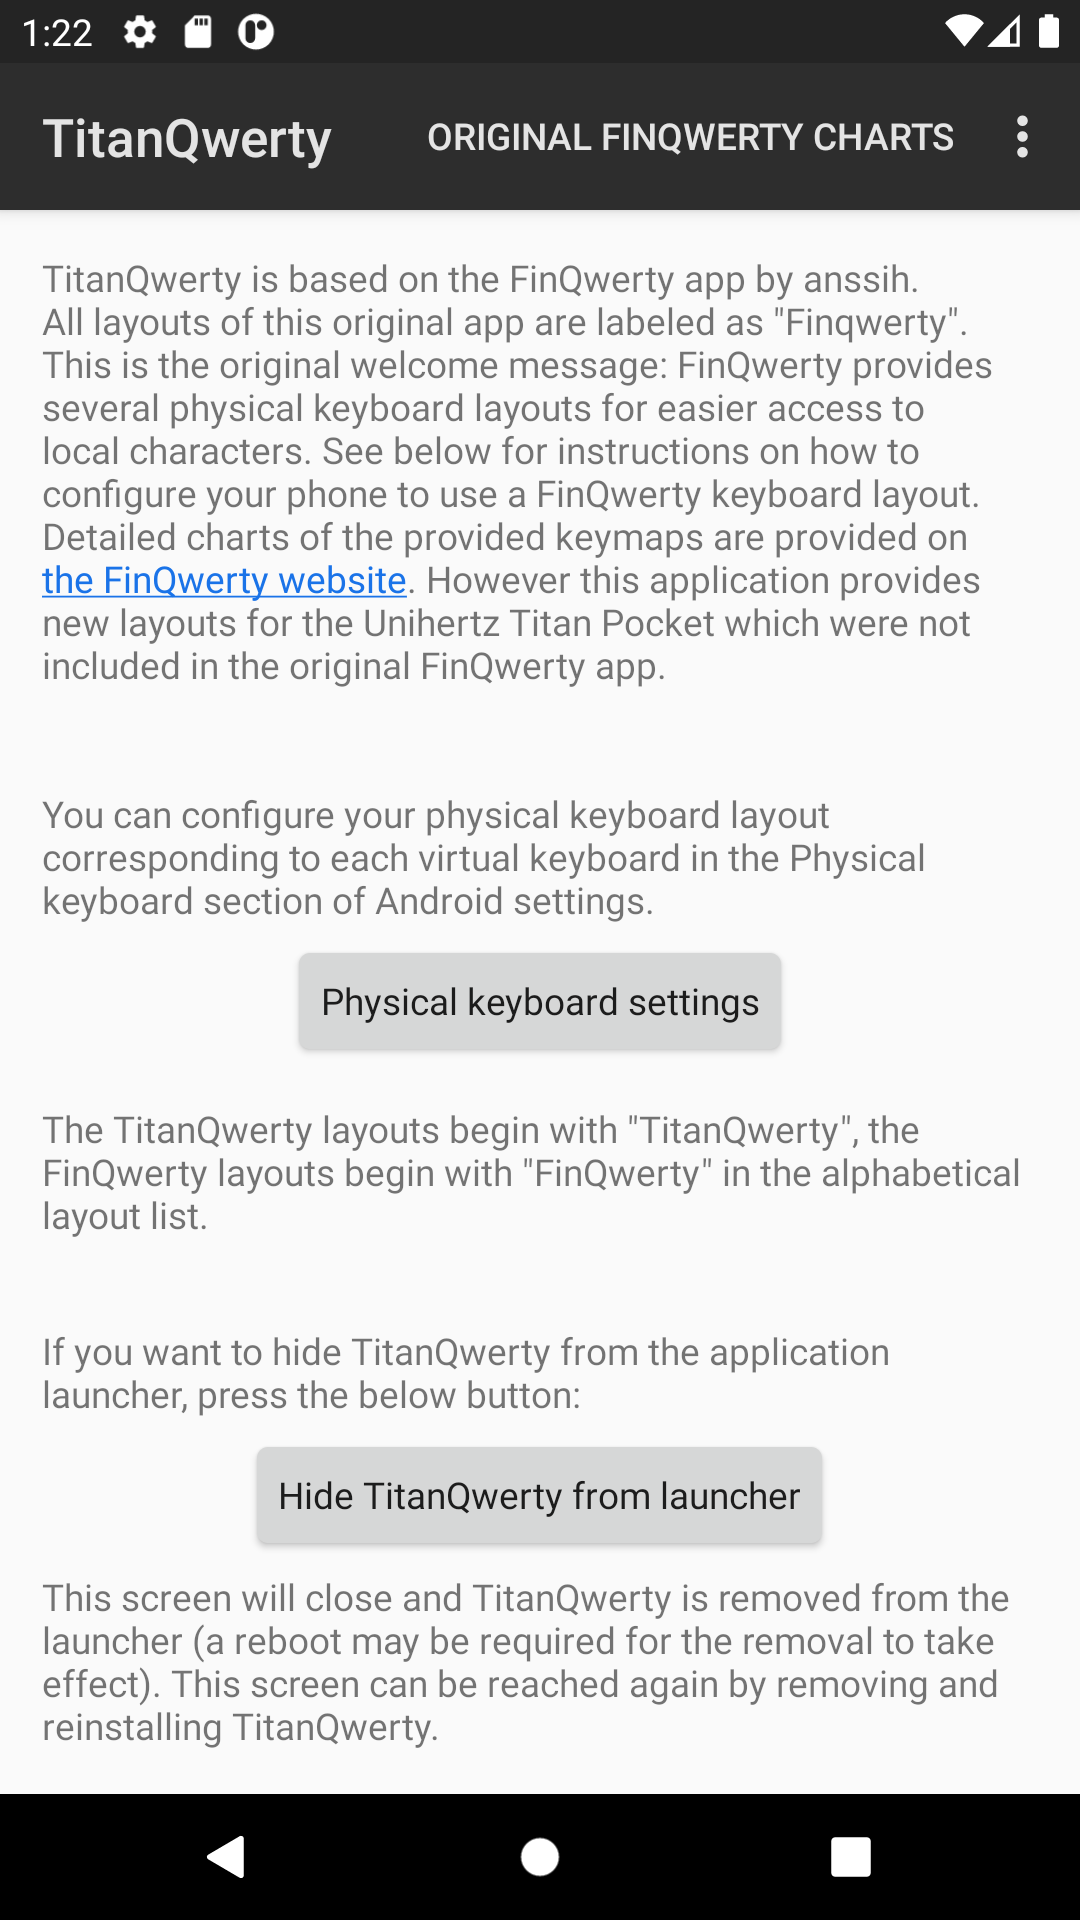 1:22
TitanQwerty
ORIGINAL FINQWERTY CHARTS
TitanQwerty is based on the FinQwerty app by anssih.
All layouts of this original app are labeled as "Finqwerty".
This is the original welcome message: FinQwerty provides
several physical keyboard layouts for easier access to
local characters. See below for instructions on how to
configure your phone to use a FinQwerty keyboard layout.
Detailed charts of the provided keymaps are provided on
the FinQwerty website. However this application provides
new layouts for the Unihertz Titan Pocket which were not
included in the original FinQwerty app.
You can configure your physical keyboard layout
corresponding to each virtual keyboard in the Physical
keyboard section of Android settings.
Physical keyboard settings
The TitanQwerty layouts begin with "TitanQwerty", the
FinQwerty layouts begin with "FinQwerty" in the alphabetical
layout list.
If you want to hide TitanQwerty from the application
launcher, press the below button:
Hide TitanQwerty from launcher
This screen will close and TitanQwerty is removed from the
launcher (a reboot may be required for the removal to take
effect). This screen can be reached again by removing and
reinstalling TitanQwerty.